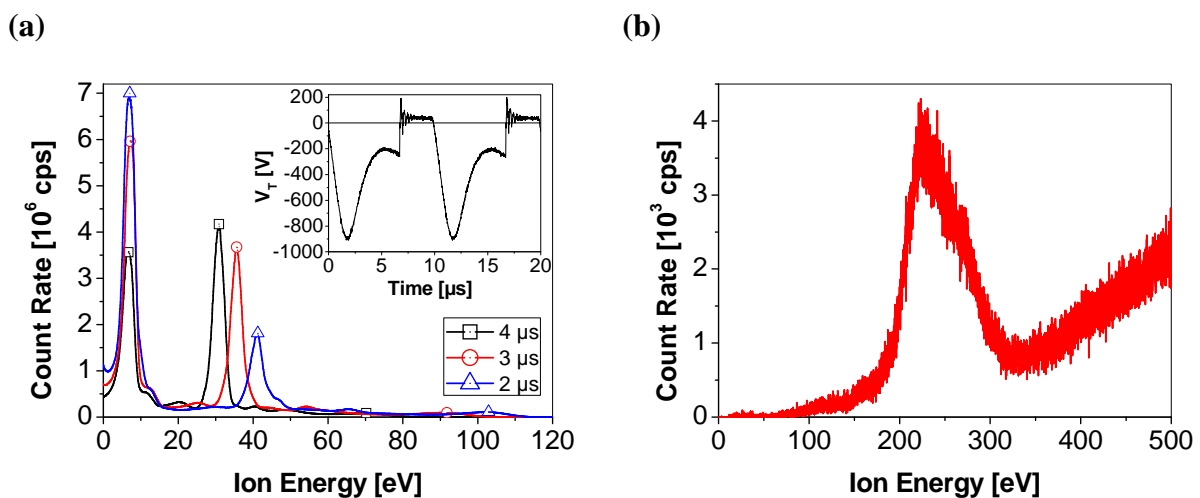 (a)
(b)
7
6
5
4
3
2
1
0
Count Rate [10⁶ cps]
0 20 40 60 80 100 120
Ion Energy [eV]
200
0
-200
-400
-600
-800
-1000
V_T [V]
0 5 10 15 20
Time [µs]
4 µs
3 µs
2 µs
4
3
2
1
0
Count Rate [10³ cps]
0 100 200 300 400 500
Ion Energy [eV]